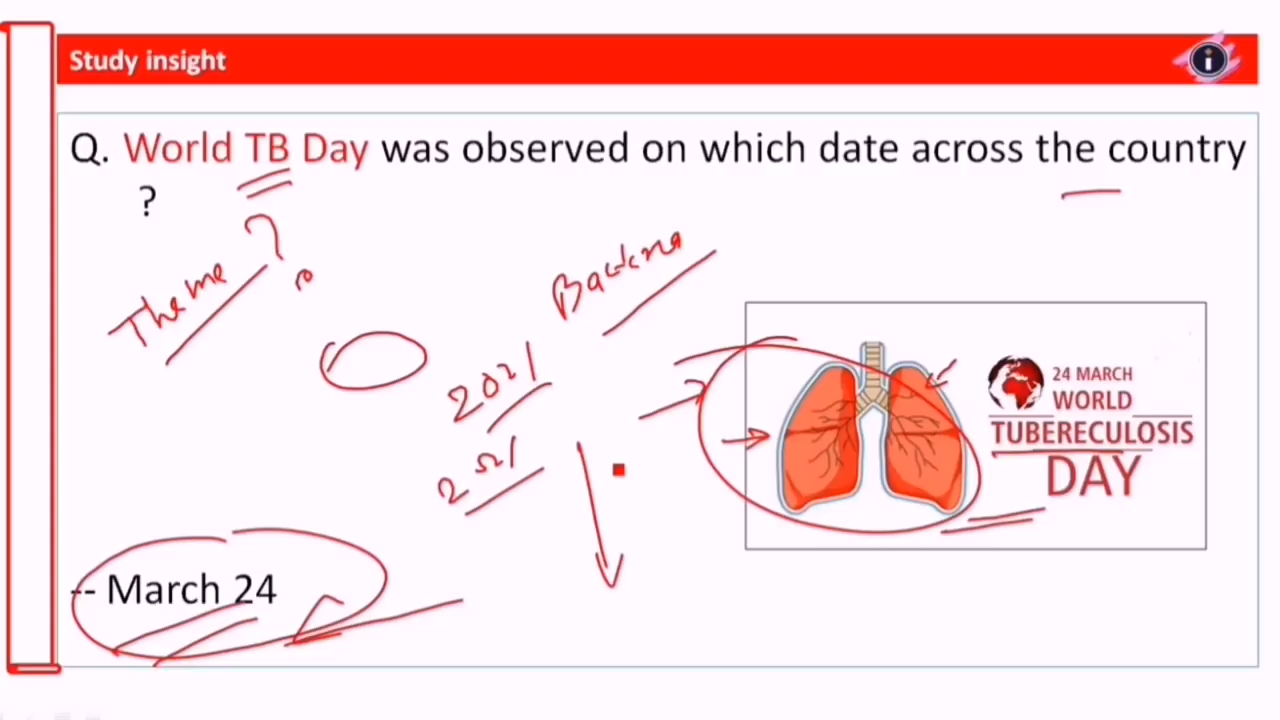 Study insight
Q. World TB Day was observed on which date across the country
?
Theme ?
2021
24 MARCH
WORLD
TUBERECULOSIS
DAY
-- March 24